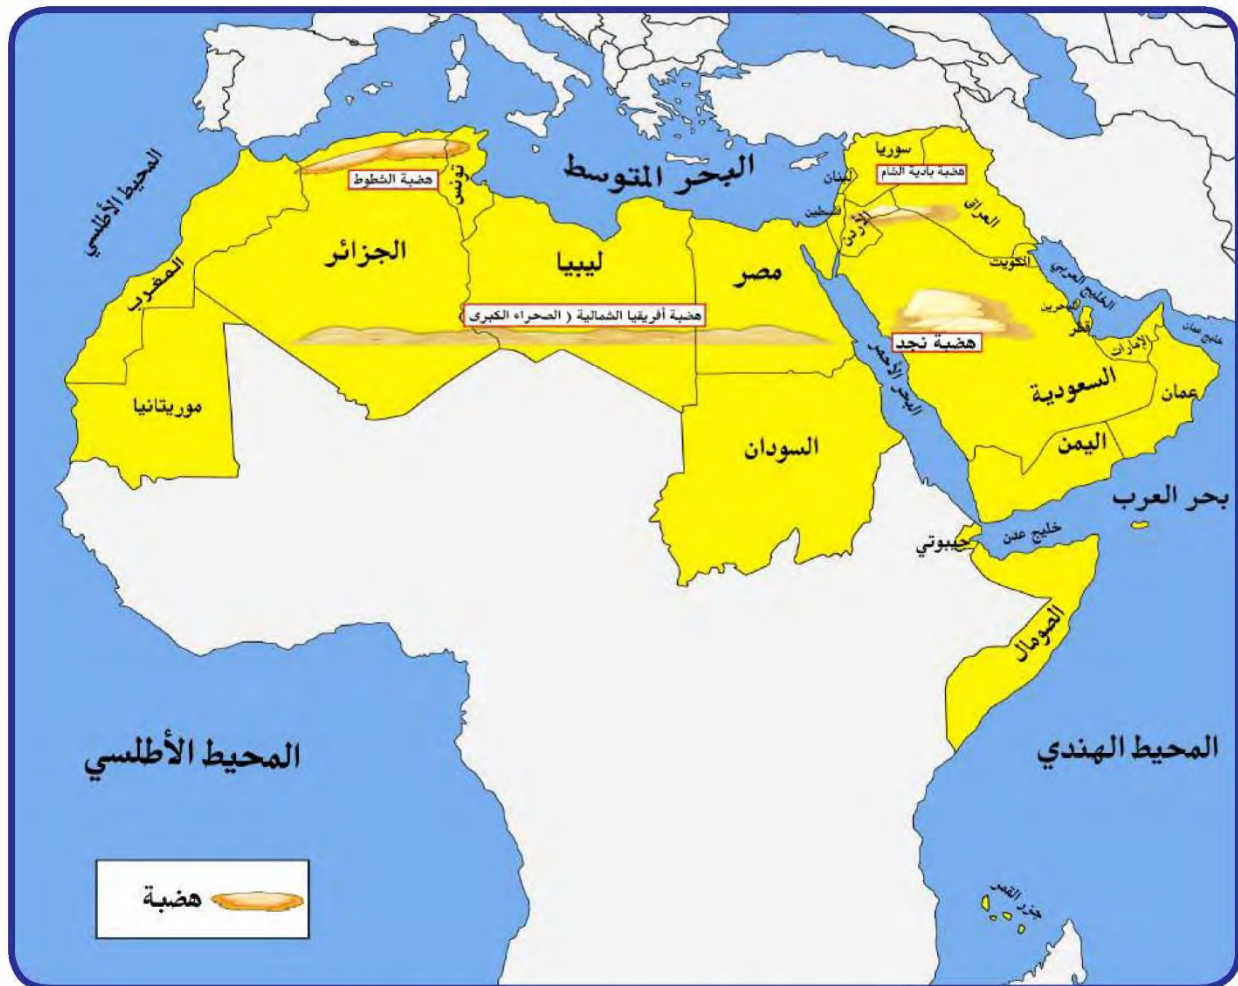 المحيط الأطلسي
البحر المتوسط
سوريا
هضبة بادية الشام
لبنان
العراق
فلسطين
الأردن
الكويت
هضبة الشطوط
تونس
الجزائر
ليبيا
مصر
المغرب
هضبة أفريقيا الشمالية ( الصحراء الكبرى
الخليج العربي
البحرين
قطر
الإمارات
خليج عمان
هضبة نجد
البحر الأحمر
السعودية
عمان
موريتانيا
السودان
اليمن
بحر العرب
خليج عدن
جيبوتي
الصومال
المحيط الأطلسي
المحيط الهندي
جزر القمر
هضبة